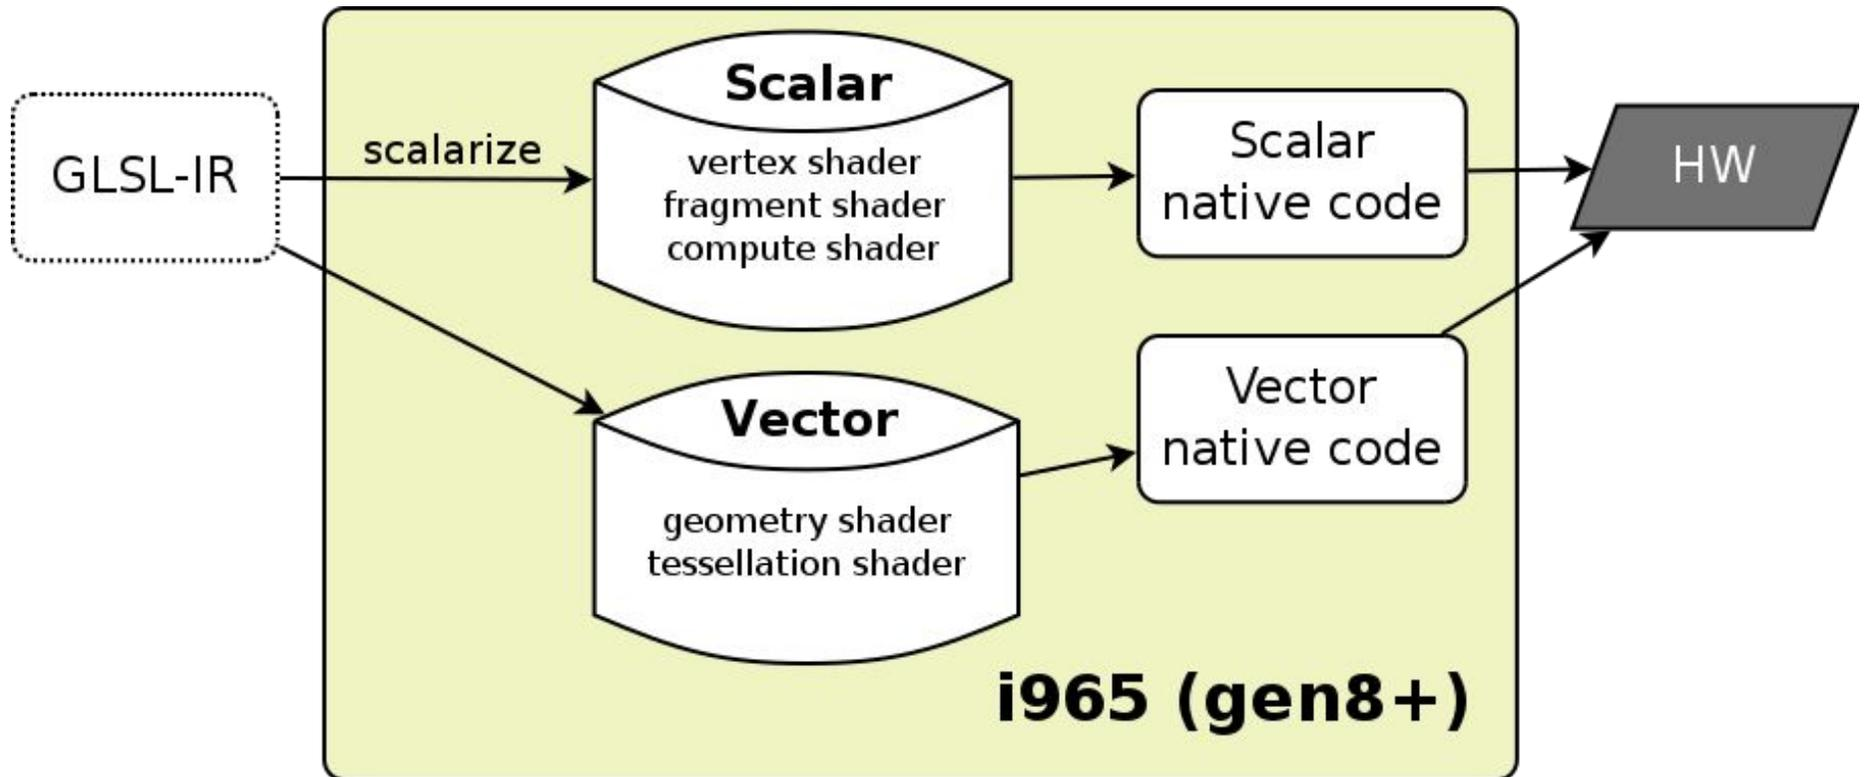 GLSL-IR
scalarize
Scalar
vertex shader
fragment shader
compute shader
Scalar
native code
HW
Vector
geometry shader
tessellation shader
Vector
native code
i965 (gen8+)